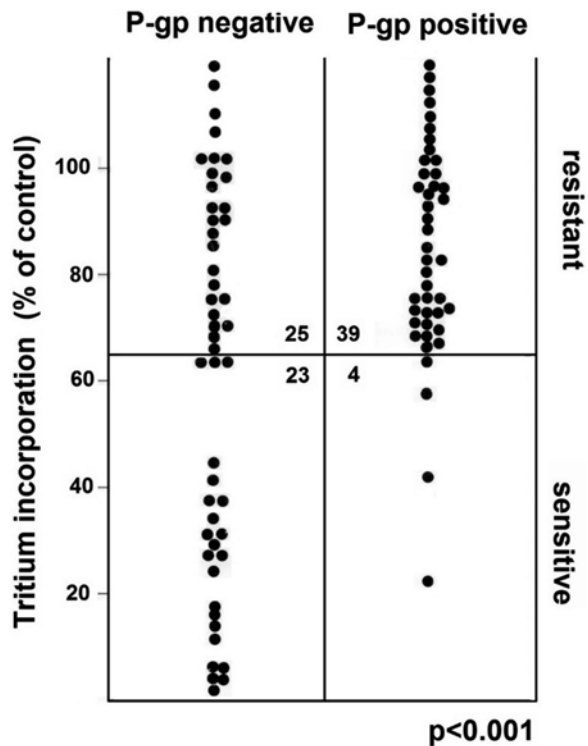 P-gp negative P-gp positive
Tritium incorporation (% of control)
100
80
60
40
20
25 39
23 4
resistant
sensitive
p<0.001